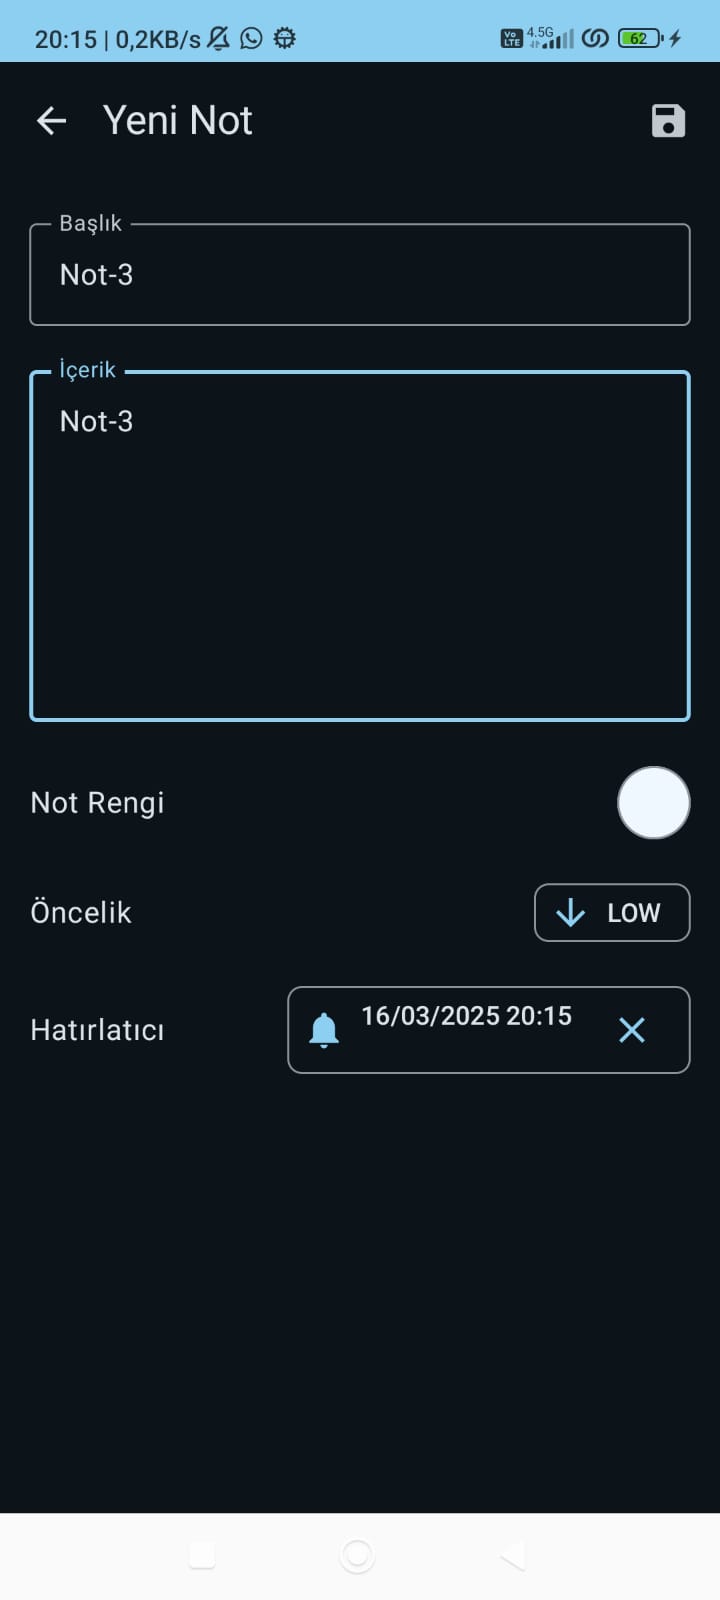 20:15 | 0,2KB/s
Vo LTE 4.5G 62
Yeni Not
Başlık
Not-3
İçerik
Not-3
Not Rengi
Öncelik
LOW
Hatırlatıcı
16/03/2025 20:15